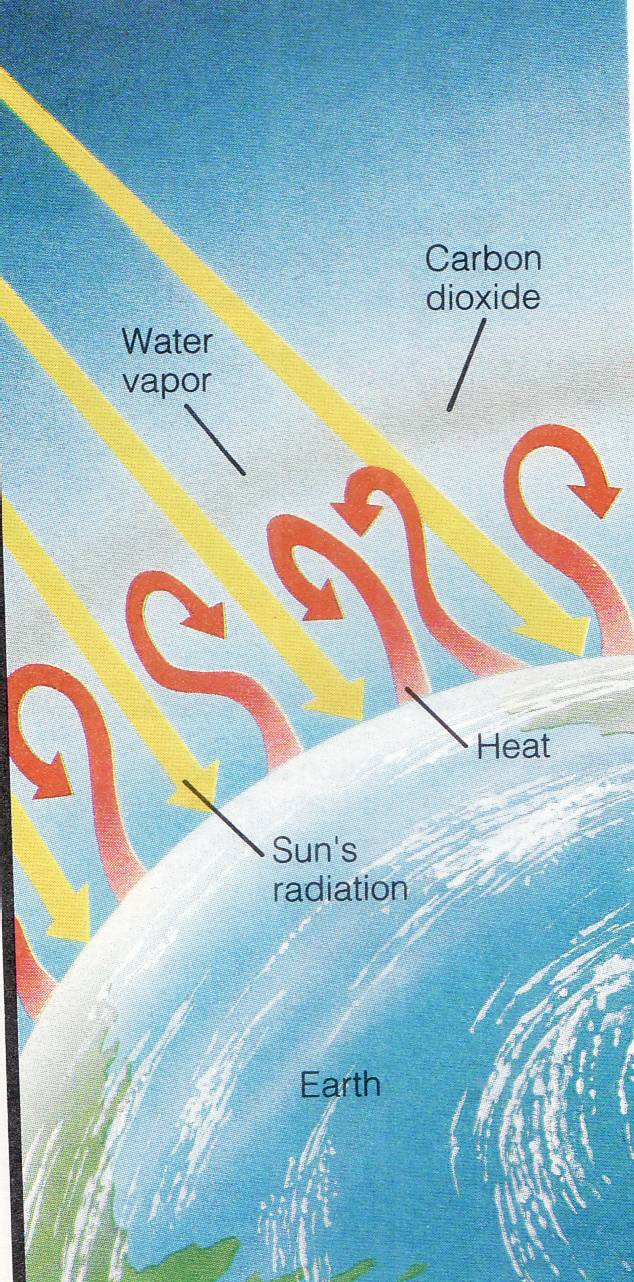 Carbon
dioxide
Water
vapor
Heat
Sun's
radiation
Earth